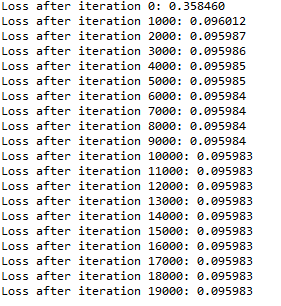 Loss after iteration 0: 0.358460
Loss after iteration 1000: 0.096012
Loss after iteration 2000: 0.095987
Loss after iteration 3000: 0.095986
Loss after iteration 4000: 0.095985
Loss after iteration 5000: 0.095985
Loss after iteration 6000: 0.095984
Loss after iteration 7000: 0.095984
Loss after iteration 8000: 0.095984
Loss after iteration 9000: 0.095984
Loss after iteration 10000: 0.095983
Loss after iteration 11000: 0.095983
Loss after iteration 12000: 0.095983
Loss after iteration 13000: 0.095983
Loss after iteration 14000: 0.095983
Loss after iteration 15000: 0.095983
Loss after iteration 16000: 0.095983
Loss after iteration 17000: 0.095983
Loss after iteration 18000: 0.095983
Loss after iteration 19000: 0.095983